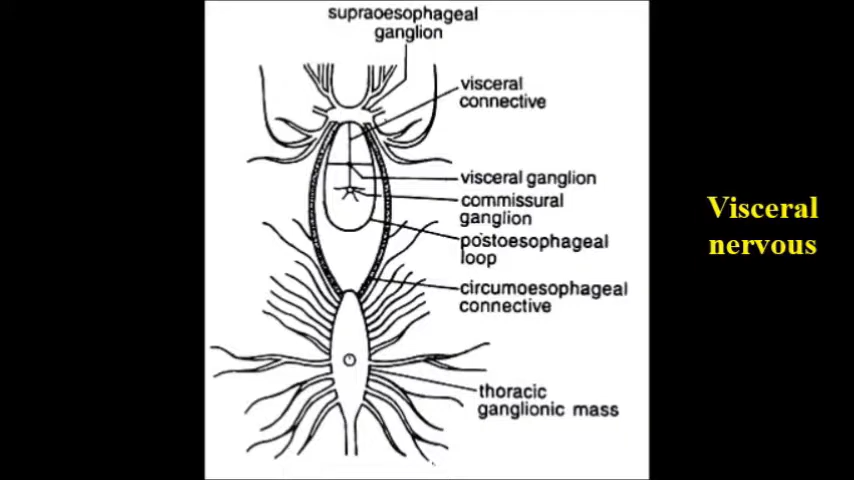 supraoesophageal
ganglion
visceral
connective
visceral ganglion
commissural
ganglion
postoesophageal
loop
circumoesophageal
connective
thoracic
ganglionic mass
Visceral
nervous